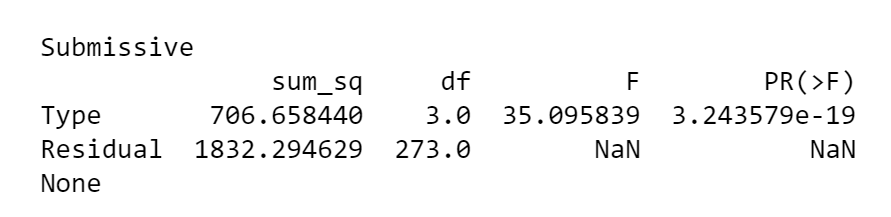 Submissive
sum_sq df F PR(>F)
Type 706.658440 3.0 35.095839 3.243579e-19
Residual 1832.294629 273.0 NaN NaN
None